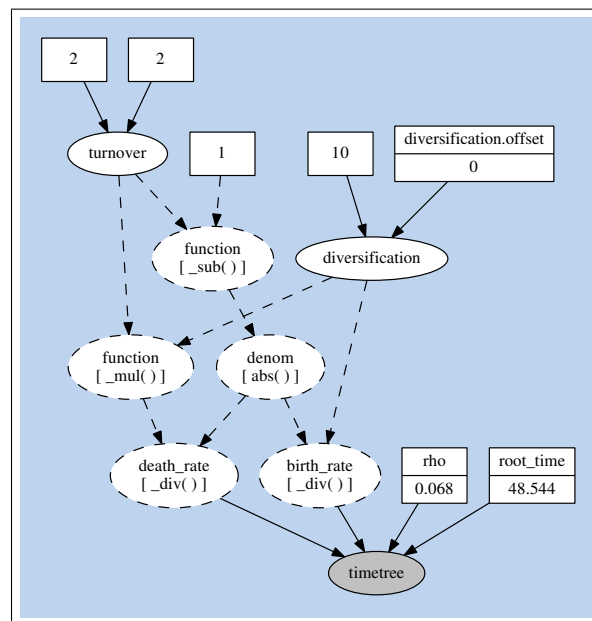 2
2
diversification.offset
0
turnover
1
10
function
[ _sub( ) ]
diversification
function
[ _mul( ) ]
denom
[ abs( ) ]
rho
0.068
root_time
48.544
death_rate
[ _div( ) ]
birth_rate
[ _div( ) ]
timetree